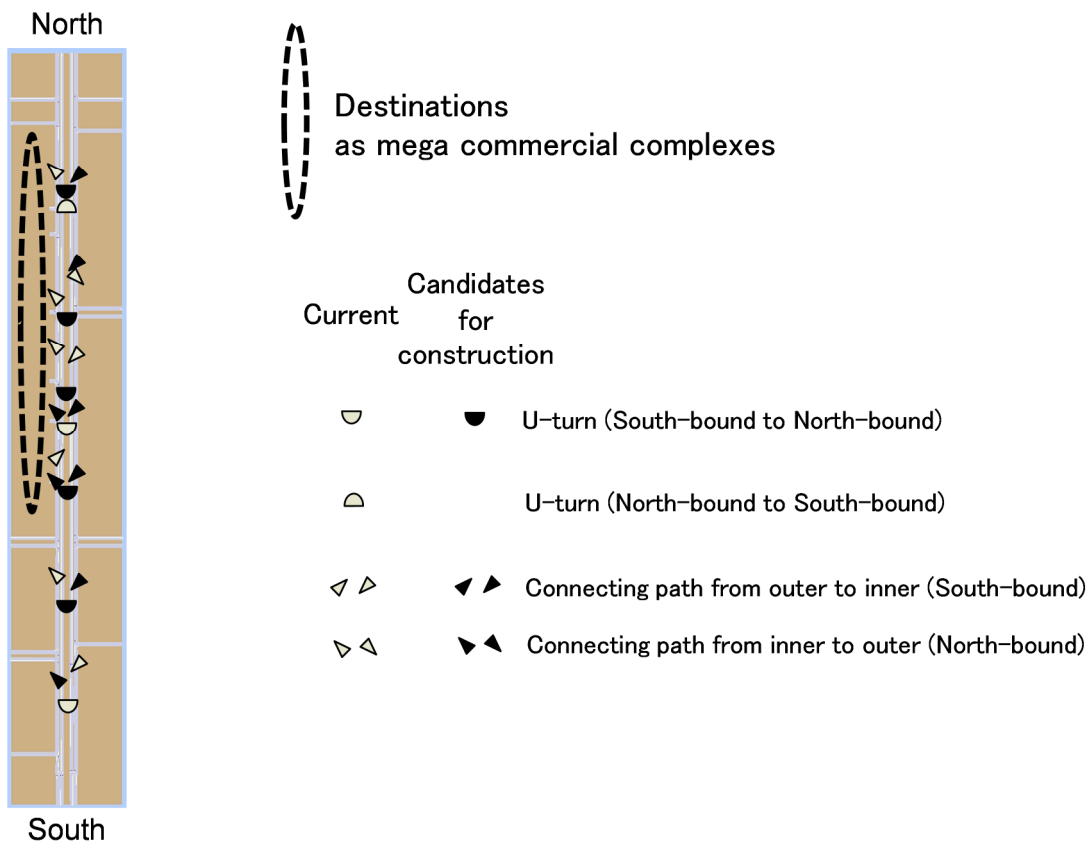 North
Destinations
as mega commercial complexes
Candidates
Current for
construction
U-turn (South-bound to North-bound)
U-turn (North-bound to South-bound)
Connecting path from outer to inner (South-bound)
Connecting path from inner to outer (North-bound)
South